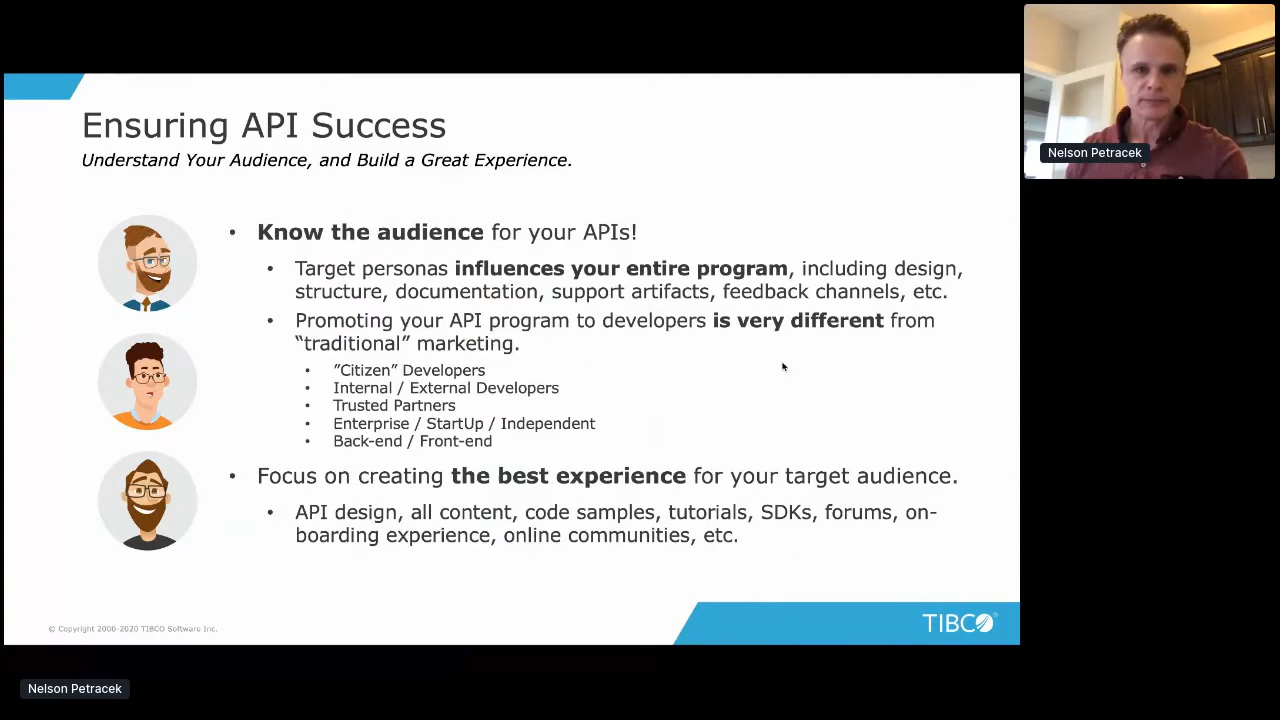 Ensuring API Success
Understand Your Audience, and Build a Great Experience.
• Know the audience for your APIs!
• Target personas influences your entire program, including design,
structure, documentation, support artifacts, feedback channels, etc.
• Promoting your API program to developers is very different from
“traditional” marketing.
• ”Citizen” Developers
• Internal / External Developers
• Trusted Partners
• Enterprise / StartUp / Independent
• Back-end / Front-end
• Focus on creating the best experience for your target audience.
• API design, all content, code samples, tutorials, SDKs, forums, on-
boarding experience, online communities, etc.
© Copyright 2000-2020 TIBCO Software Inc.
TIBCO®
Nelson Petracek
Nelson Petracek